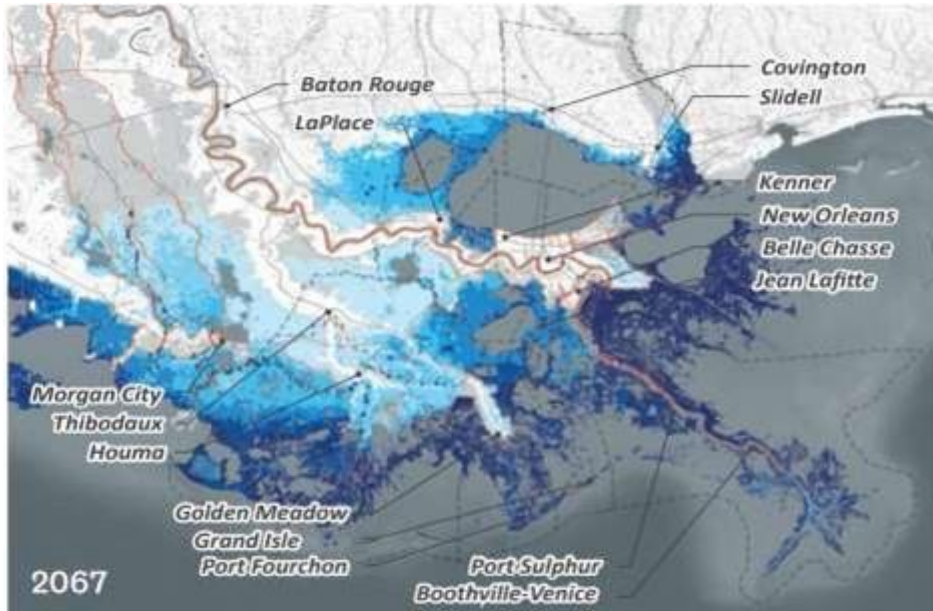 Baton Rouge
LaPlace
Covington
Slidell
Kenner
New Orleans
Belle Chasse
Jean Lafitte
Morgan City
Thibodaux
Houma
Golden Meadow
Grand Isle
Port Fourchon
Port Sulphur
Boothville-Venice
2067